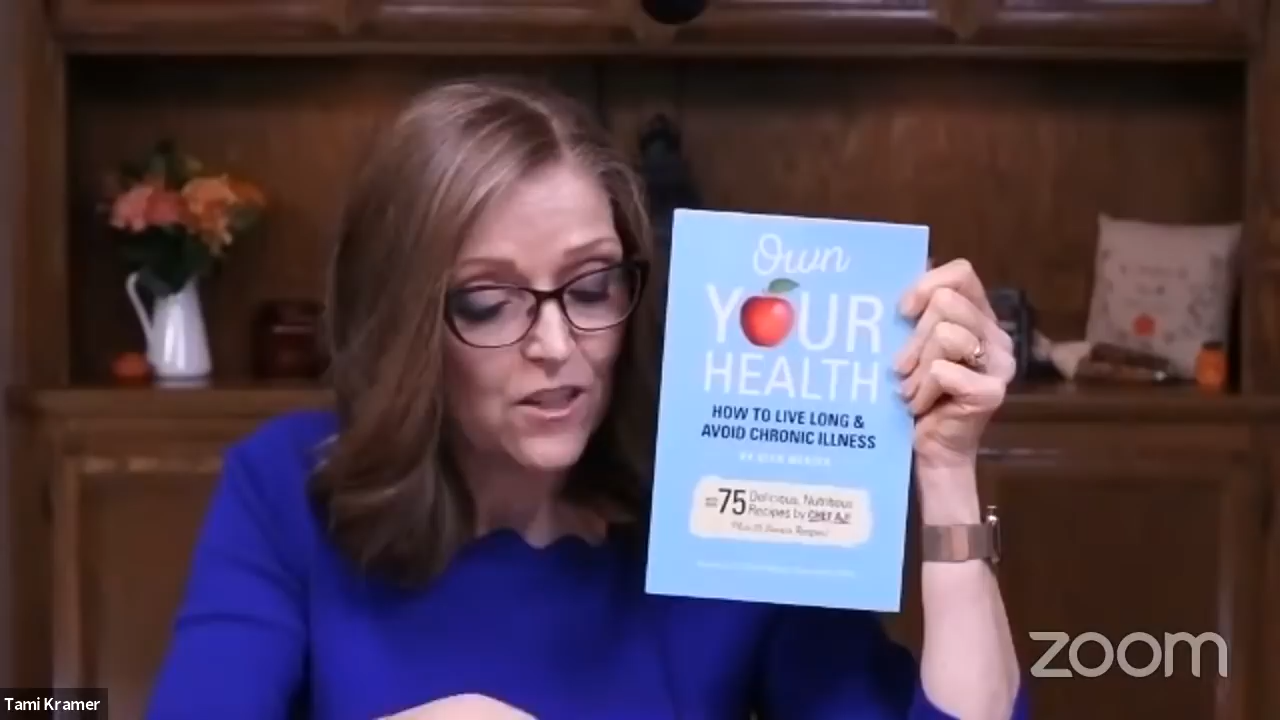 Own
YOUR
HEALTH
HOW TO LIVE LONG &
AVOID CHRONIC ILLNESS
75
Delicious, Nutritious
Recipes by CHEF AJ!
zoom
Tami Kramer